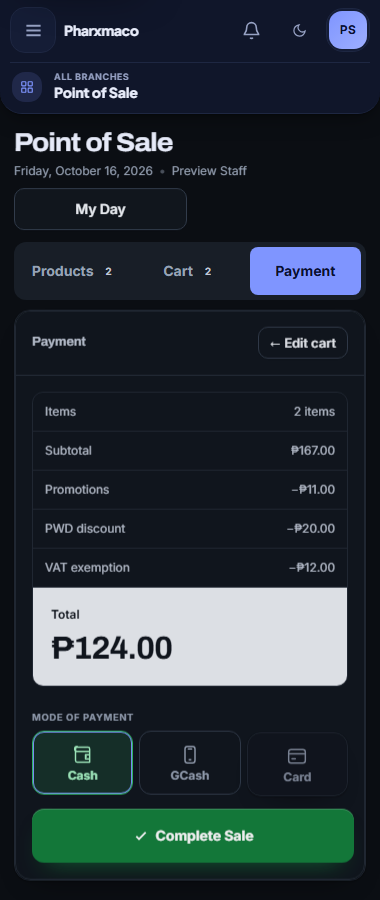 Pharxmaco
PS
ALL BRANCHES
Point of Sale
Point of Sale
Friday, October 16, 2026 • Preview Staff
My Day
Products 2 Cart 2 Payment
Payment ← Edit cart
Items 2 items
Subtotal ₱167.00
Promotions −₱11.00
PWD discount −₱20.00
VAT exemption −₱12.00
Total
₱124.00
MODE OF PAYMENT
Cash GCash Card
✓ Complete Sale